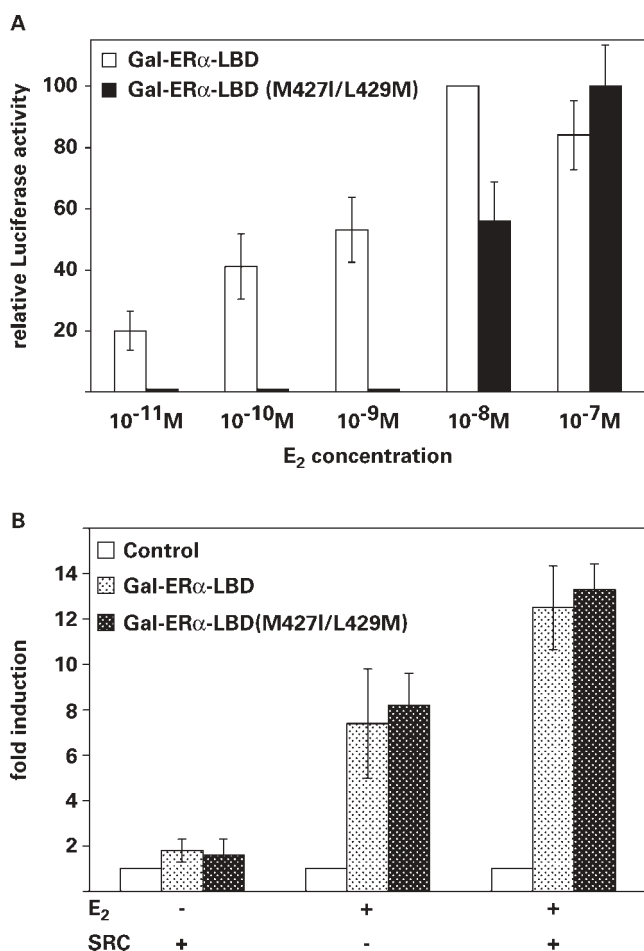 A
Gal-ERα-LBD
Gal-ERα-LBD (M427I/L429M)
relative Luciferase activity
100
80
60
40
20
10-11M 10-10M 10-9M 10-8M 10-7M
E2 concentration
B
Control
Gal-ERα-LBD
Gal-ERα-LBD(M427I/L429M)
fold induction
14
12
10
8
6
4
2
E2 - + +
SRC + - +